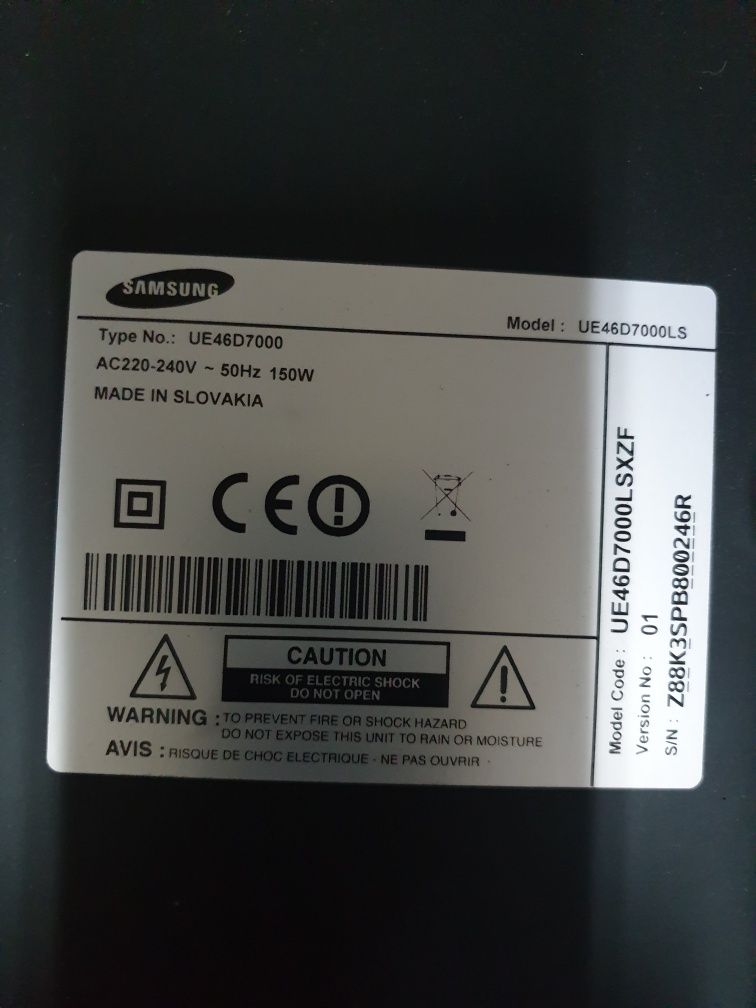 SAMSUNG
Model : UE46D7000LS
Type No.: UE46D7000
AC220-240V ~ 50Hz 150W
MADE IN SLOVAKIA
CE
CAUTION
RISK OF ELECTRIC SHOCK
DO NOT OPEN
WARNING : TO PREVENT FIRE OR SHOCK HAZARD
DO NOT EXPOSE THIS UNIT TO RAIN OR MOISTURE
AVIS : RISQUE DE CHOC ELECTRIQUE - NE PAS OUVRIR
Model Code : UE46D7000LSXZF
Version No : 01
S/N : Z88K3SPB800246R